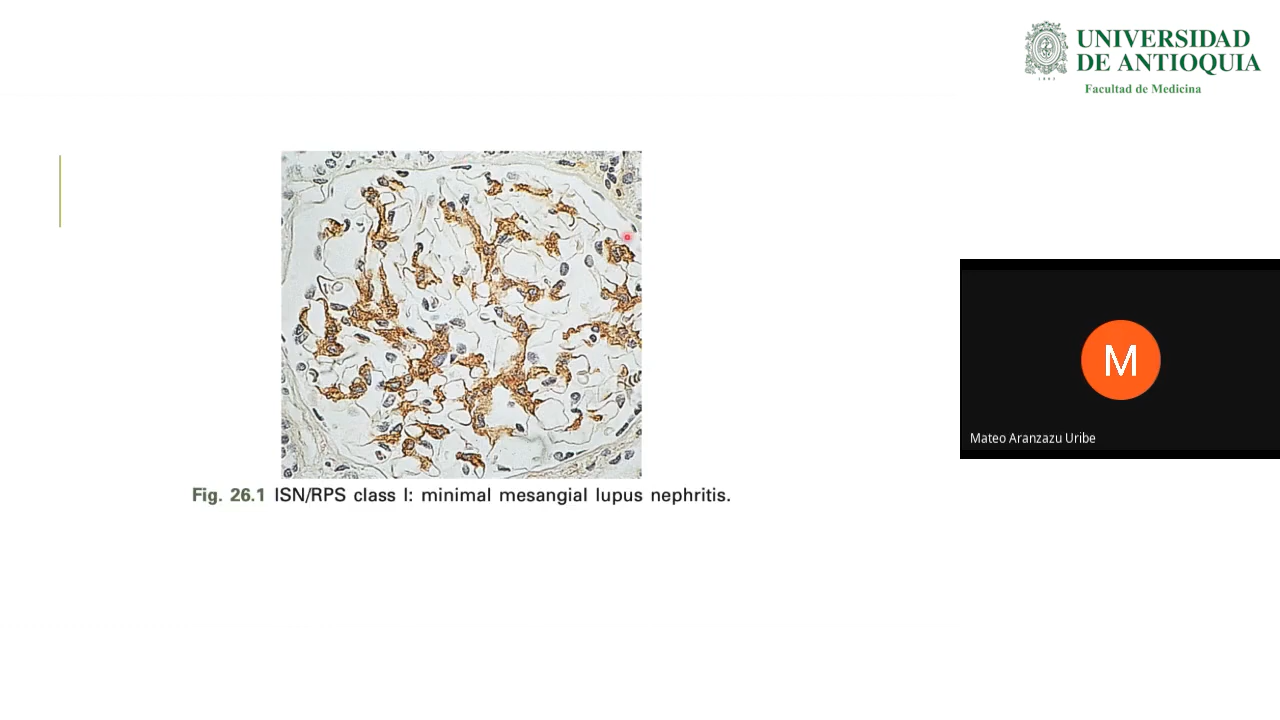 UNIVERSIDAD
DE ANTIOQUIA
1803
Facultad de Medicina
Fig. 26.1 ISN/RPS class I: minimal mesangial lupus nephritis.
M
Mateo Aranzazu Uribe